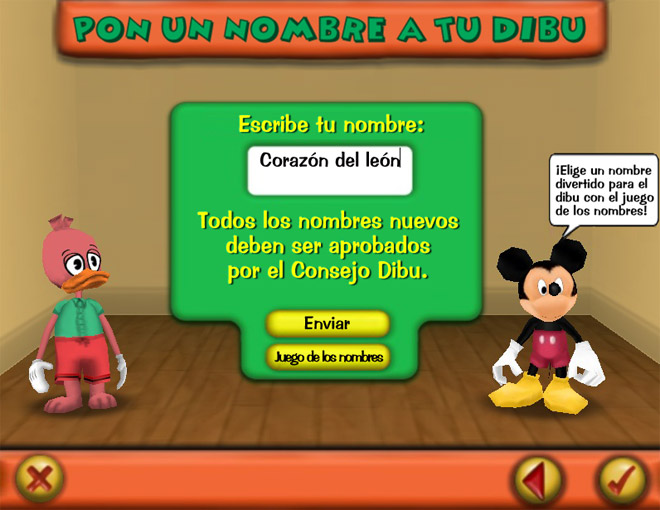 PON UN NOMBRE A TU DIBU
Escribe tu nombre:
Corazón del león
Todos los nombres nuevos
deben ser aprobados
por el Consejo Dibu.
Enviar
Juego de los nombres
¡Elige un nombre
divertido para el
dibu con el juego
de los nombres!